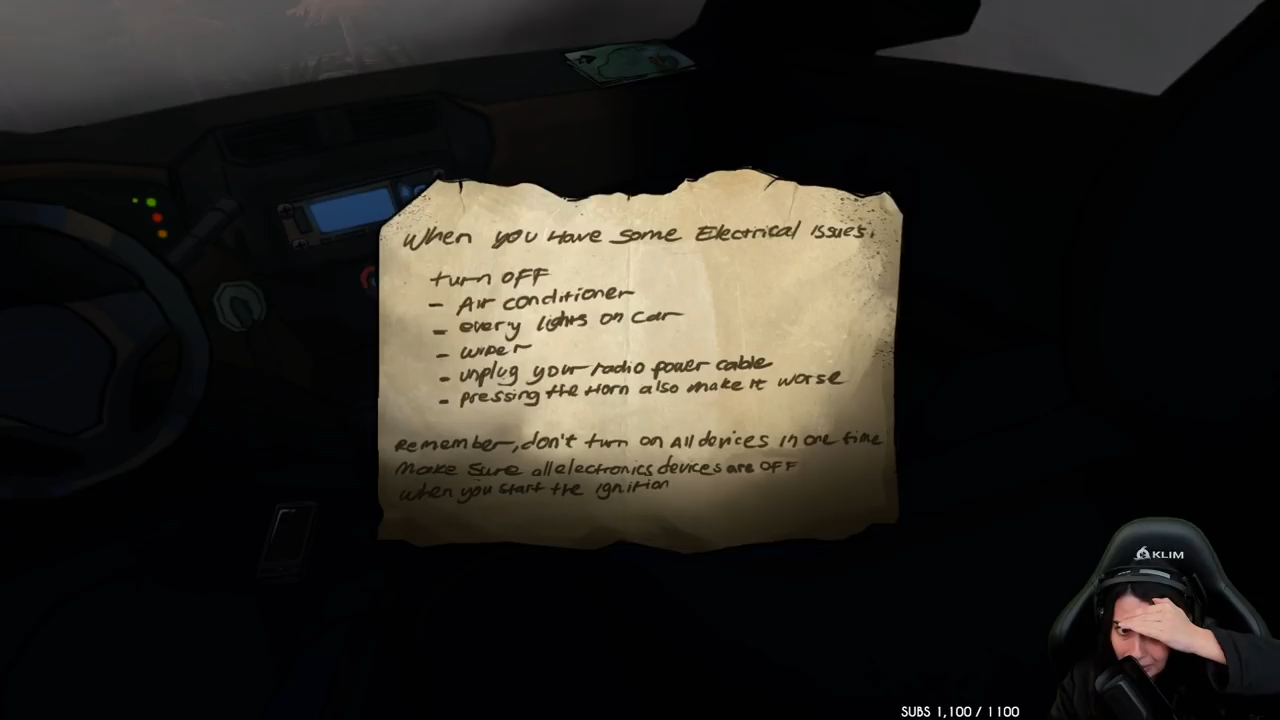 When you Have some Electrical Issues,
turn OFF
- Air conditioner
- every lights on car
- wiper
- unplug your radio power cable
- pressing the Horn also make it worse
Remember, don't turn on All devices in one time
Make Sure all electronics devices are OFF
when you start the ignition
KLIM
SUBS 1,100 / 1100